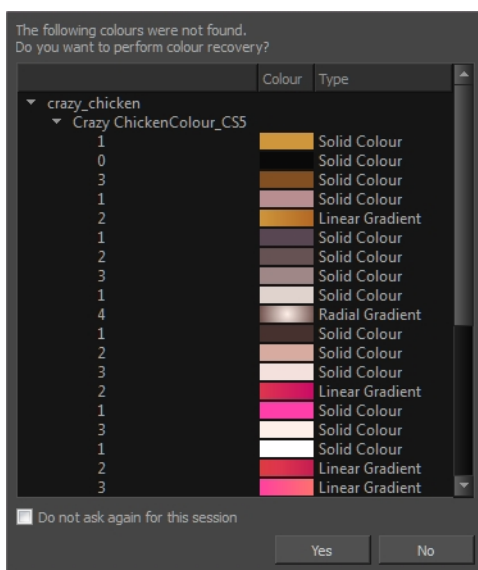 The following colours were not found.
Do you want to perform colour recovery?
Colour Type
crazy_chicken
Crazy ChickenColour_CS5
1 Solid Colour
0 Solid Colour
3 Solid Colour
1 Solid Colour
2 Linear Gradient
1 Solid Colour
2 Solid Colour
3 Solid Colour
1 Solid Colour
4 Radial Gradient
1 Solid Colour
2 Solid Colour
3 Solid Colour
2 Linear Gradient
1 Solid Colour
3 Solid Colour
1 Solid Colour
2 Linear Gradient
3 Linear Gradient
Do not ask again for this session
Yes No